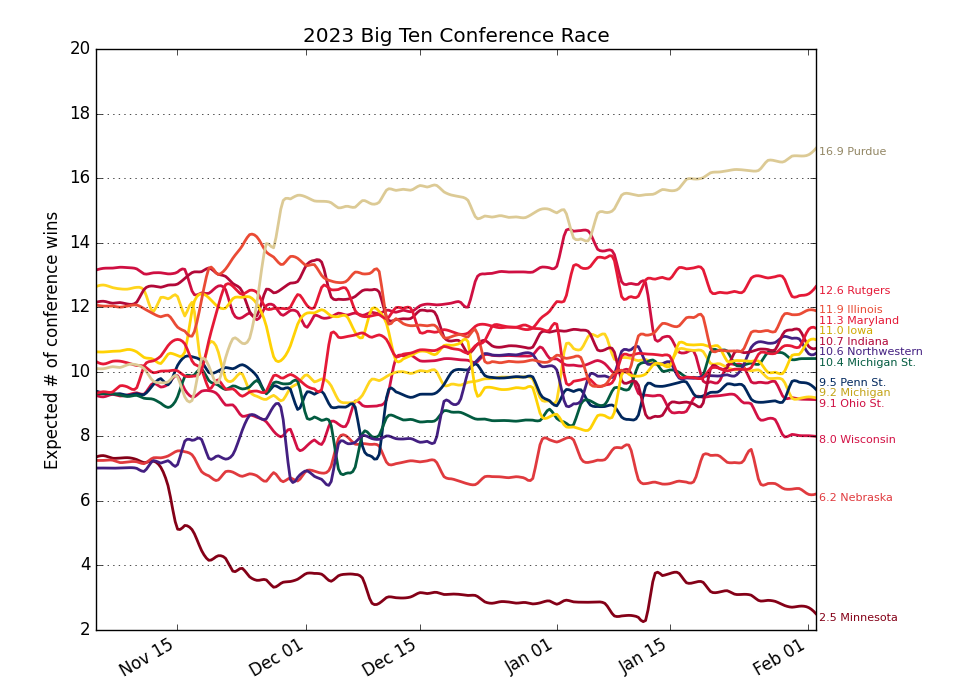 2023 Big Ten Conference Race
Expected # of conference wins
20
18
16
14
12
10
8
6
4
2
16.9 Purdue
12.6 Rutgers
11.9 Illinois
11.3 Maryland
11.0 Iowa
10.7 Indiana
10.6 Northwestern
10.4 Michigan St.
9.5 Penn St.
9.2 Michigan
9.1 Ohio St.
8.0 Wisconsin
6.2 Nebraska
2.5 Minnesota
Nov 15
Dec 01
Dec 15
Jan 01
Jan 15
Feb 01